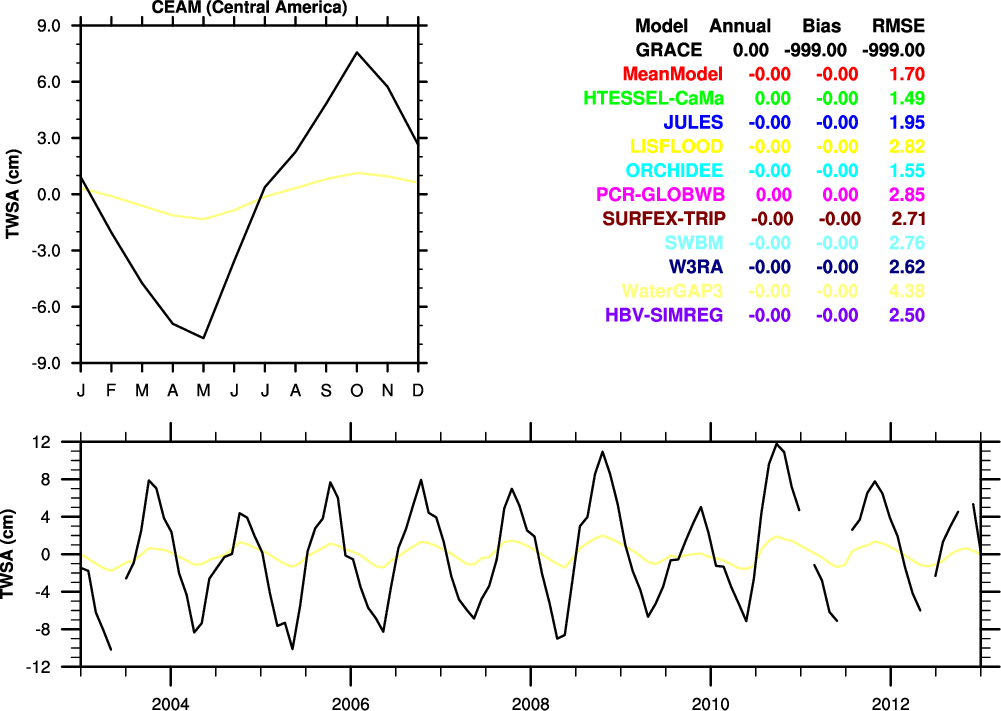 CEAM (Central America)
9.0
6.0
3.0
0.0
-3.0
-6.0
-9.0
TWSA (cm)
J F M A M J J A S O N D
Model Annual Bias RMSE
GRACE 0.00 -999.00 -999.00
MeanModel -0.00 -0.00 1.70
HTESSEL-CaMa 0.00 -0.00 1.49
JULES -0.00 -0.00 1.95
LISFLOOD -0.00 -0.00 2.82
ORCHIDEE -0.00 -0.00 1.55
PCR-GLOBWB 0.00 0.00 2.85
SURFEX-TRIP -0.00 -0.00 2.71
SWBM -0.00 -0.00 2.76
W3RA -0.00 -0.00 2.62
WaterGAP3 -0.00 -0.00 4.38
HBV-SIMREG -0.00 -0.00 2.50
12
8
4
0
-4
-8
-12
TWSA (cm)
2004 2006 2008 2010 2012